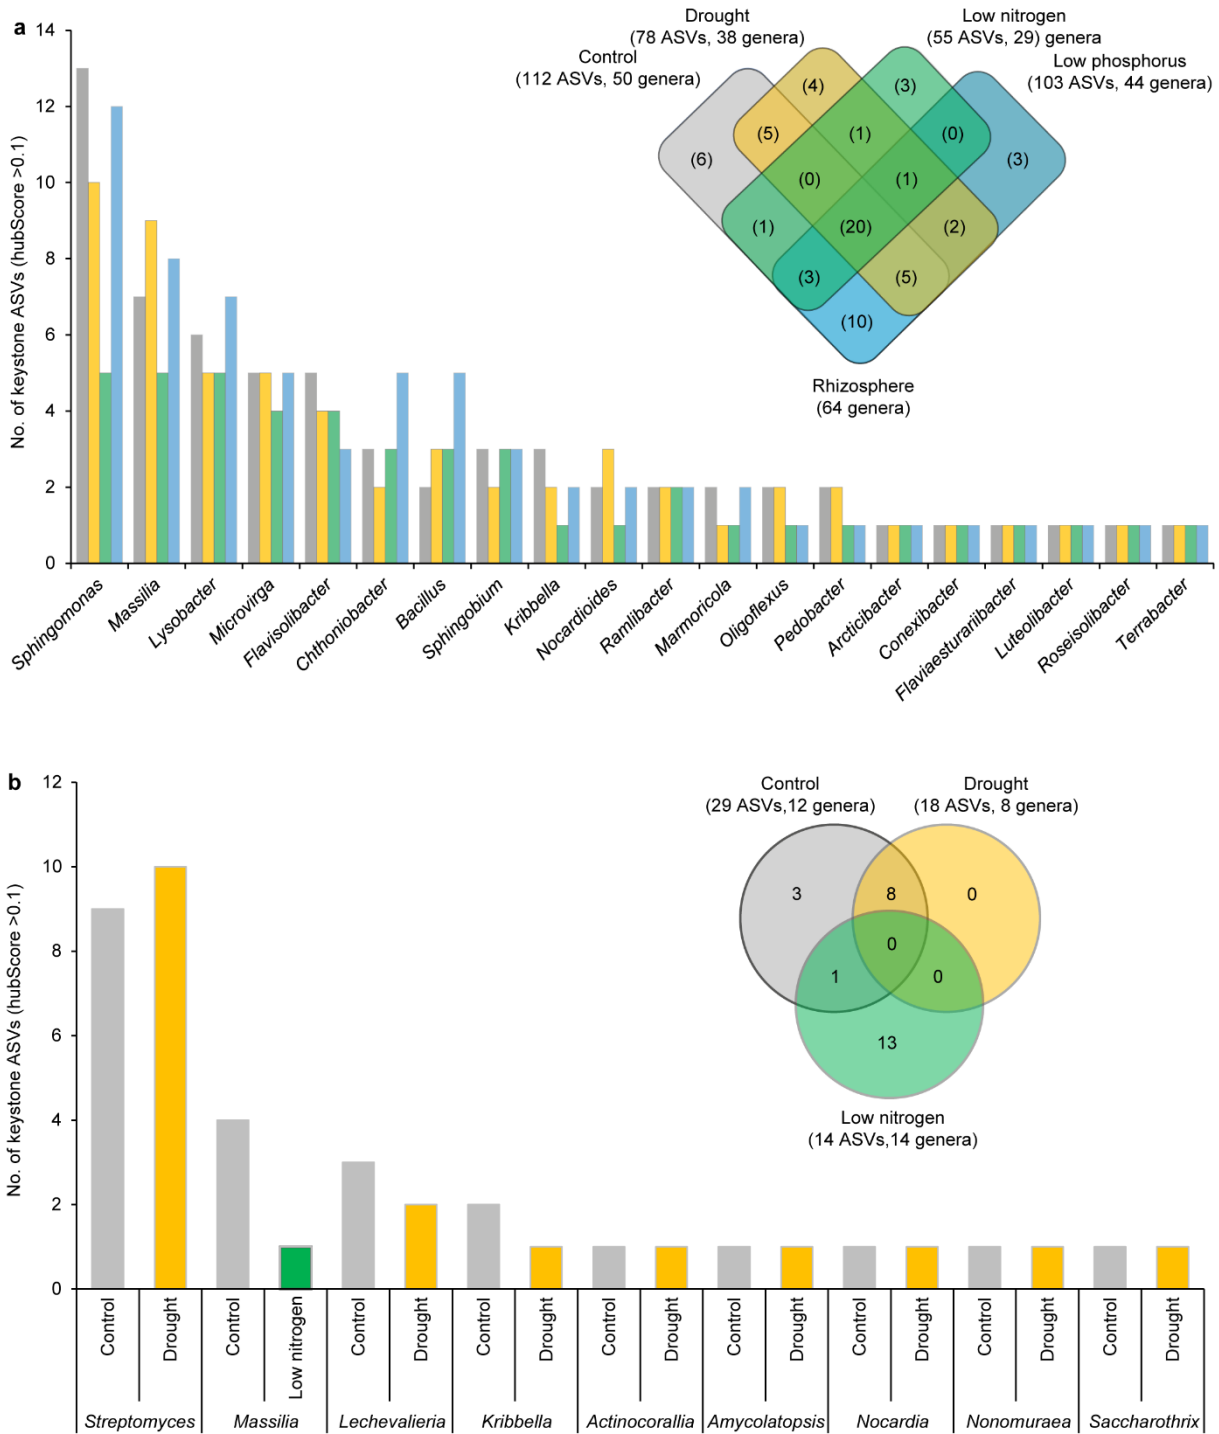 a
14
12
10
8
6
4
2
0
No. of keystone ASVs (hubScore >0.1)
Sphingomonas
Massilia
Lysobacter
Microvirga
Flavisolibacter
Chthoniobacter
Bacillus
Sphingobium
Kribbella
Nocardioides
Ramlibacter
Marmoricola
Oligoflexus
Pedobacter
Arcticibacter
Conexibacter
Flaviaesturariibacter
Luteolibacter
Roseisolibacter
Terrabacter
Control
(112 ASVs, 50 genera)
Drought
(78 ASVs, 38 genera)
Low nitrogen
(55 ASVs, 29) genera
Low phosphorus
(103 ASVs, 44 genera)
(4)
(3)
(5)
(1)
(0)
(6)
(3)
(0)
(1)
(1)
(20)
(2)
(3)
(5)
(10)
Rhizosphere
(64 genera)
b
12
10
8
6
4
2
0
No. of keystone ASVs (hubScore >0.1)
Control
(29 ASVs,12 genera)
Drought
(18 ASVs, 8 genera)
3
8
0
0
1
0
13
Low nitrogen
(14 ASVs,14 genera)
Control
Drought
Control
Low nitrogen
Control
Drought
Control
Drought
Control
Drought
Control
Drought
Control
Drought
Control
Drought
Control
Drought
Streptomyces
Massilia
Lechevalieria
Kribbella
Actinocorallia
Amycolatopsis
Nocardia
Nonomuraea
Saccharothrix